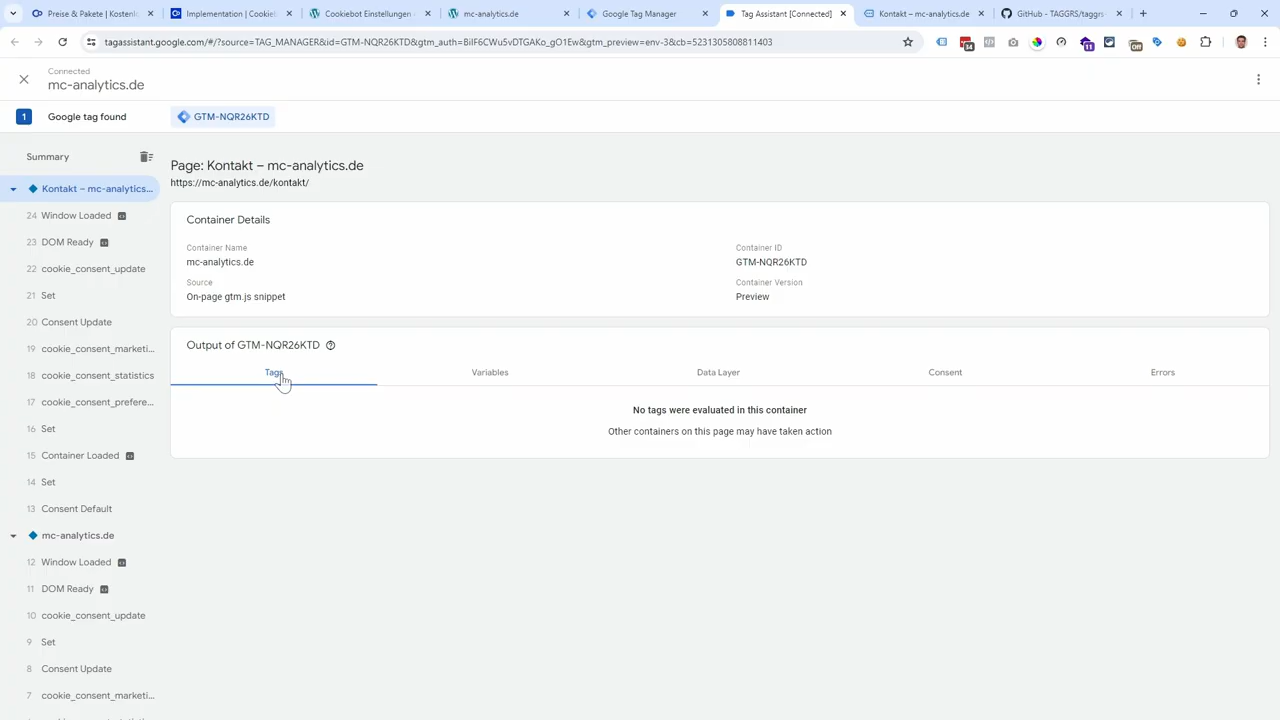 Preise & Pakete | Kostenl
Implementation | CookieB
Cookiebot Einstellungen -
mc-analytics.de
Google Tag Manager
Tag Assistant [Connected]
Kontakt – mc-analytics.de
GitHub - TAGGRS/taggrs-
tagassistant.google.com/#/?source=TAG_MANAGER&id=GTM-NQR26KTD&gtm_auth=BiIF6CWu5vDTGAKo_gO1Ew&gtm_preview=env-3&cb=5231305808811403
14
11
Off
Connected
mc-analytics.de
1
Google tag found
GTM-NQR26KTD
Summary
Kontakt – mc-analytics...
24 Window Loaded
23 DOM Ready
22 cookie_consent_update
21 Set
20 Consent Update
19 cookie_consent_marketi...
18 cookie_consent_statistics
17 cookie_consent_prefere...
16 Set
15 Container Loaded
14 Set
13 Consent Default
mc-analytics.de
12 Window Loaded
11 DOM Ready
10 cookie_consent_update
9 Set
8 Consent Update
7 cookie_consent_marketi...
Page: Kontakt – mc-analytics.de
https://mc-analytics.de/kontakt/
Container Details
Container Name
mc-analytics.de
Container ID
GTM-NQR26KTD
Source
On-page gtm.js snippet
Container Version
Preview
Output of GTM-NQR26KTD
Tags
Variables
Data Layer
Consent
Errors
No tags were evaluated in this container
Other containers on this page may have taken action